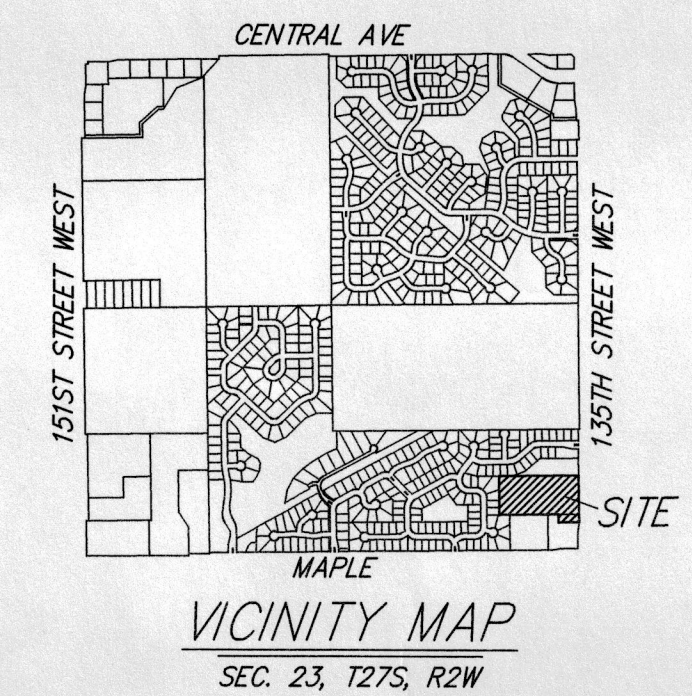 CENTRAL AVE
151ST STREET WEST
135TH STREET WEST
SITE
MAPLE
VICINITY MAP
SEC. 23, T27S, R2W